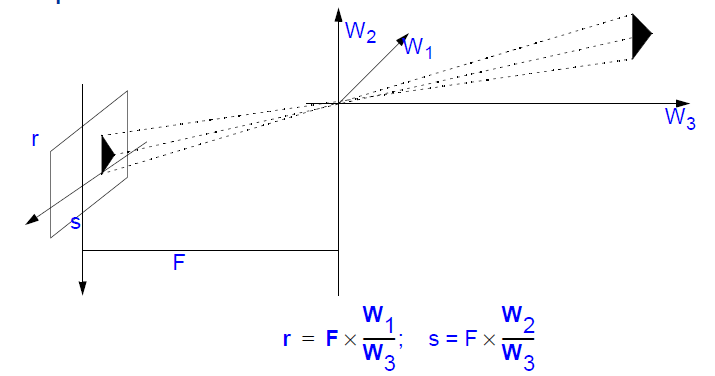 W2
W1
W3
r
s
F
r = F × W1/W3; s = F × W2/W3